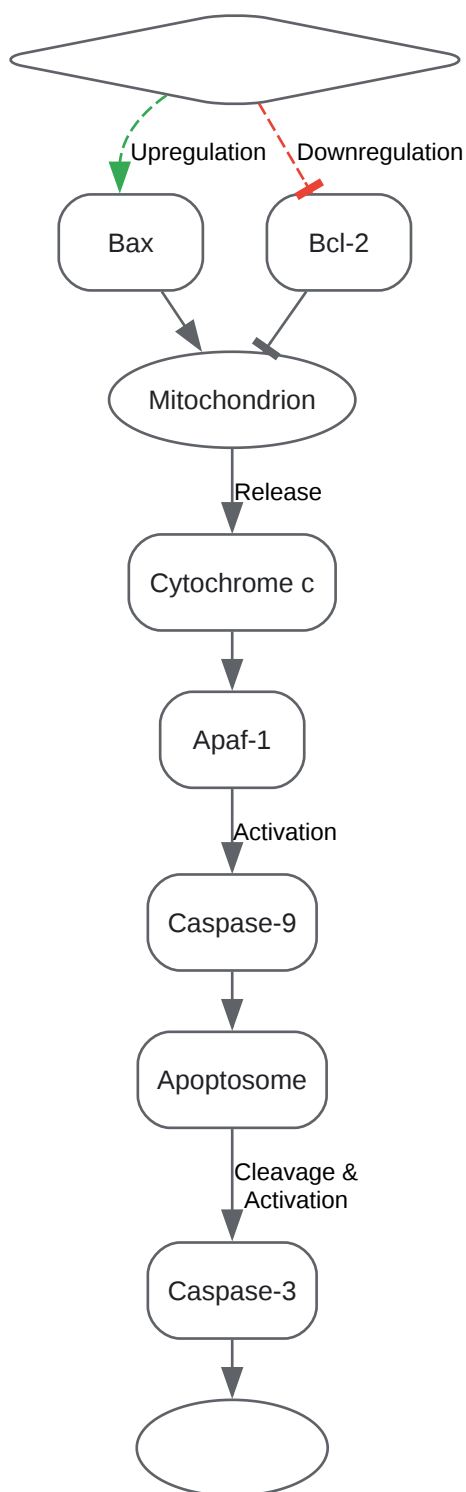 Upregulation
Downregulation
Bax
Bcl-2
Mitochondrion
Release
Cytochrome c
Apaf-1
Activation
Caspase-9
Apoptosome
Cleavage &
Activation
Caspase-3